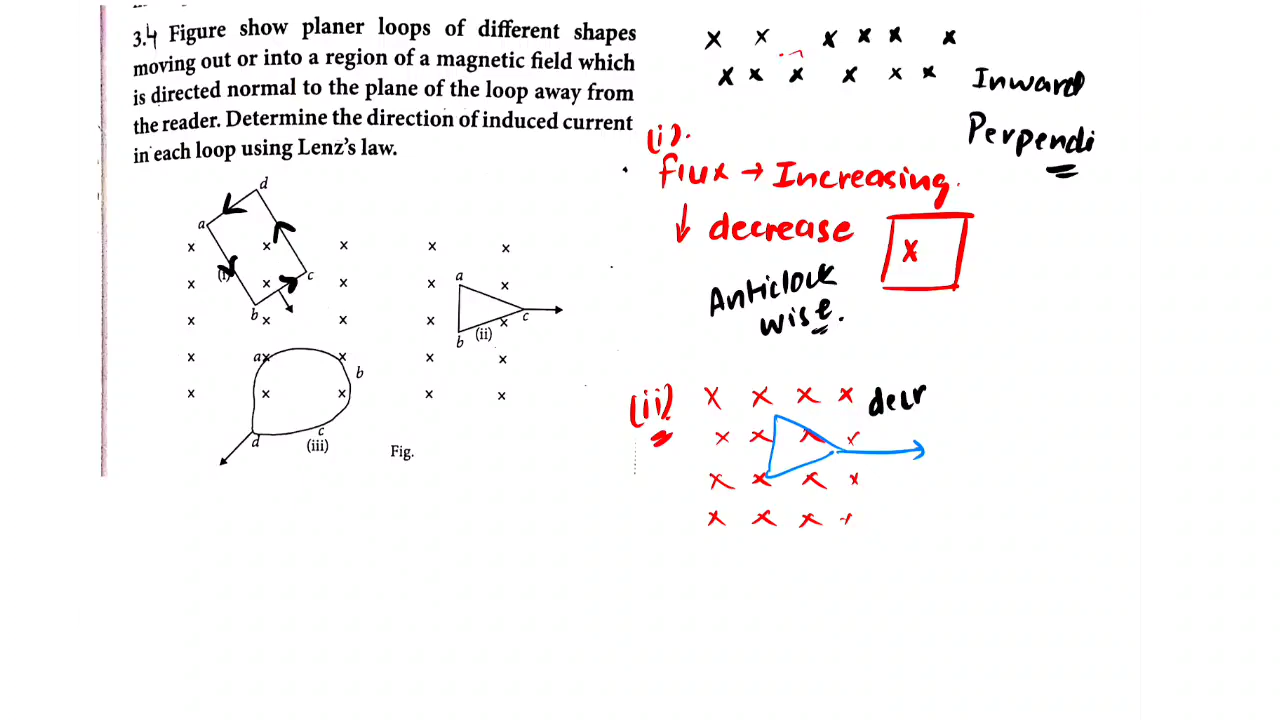 3.4 Figure show planer loops of different shapes
moving out or into a region of a magnetic field which
is directed normal to the plane of the loop away from
the reader. Determine the direction of induced current
in each loop using Lenz's law.
d
a
x x x
(i) c
x x x
b x x x
x
x x x
a b
x x x
d c
(iii)
x x
a x x
x x c
b (ii)
x x
x x
Fig.
x x x x x x
x x x x x x
Inward
Perpendi
(i).
flux → Increasing.
↓ decrease
x
Anticlock
wise.
(ii)
x x x x decr
x x x x
x x x x
x x x x